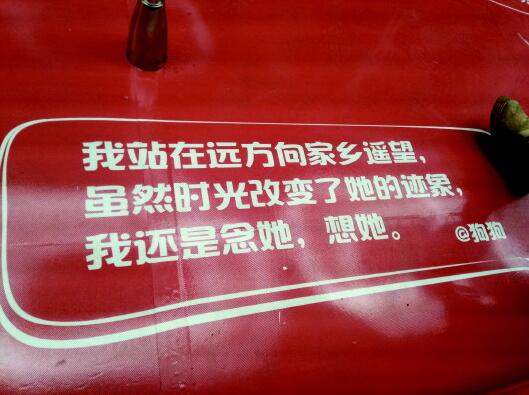 我站在远方向家乡遥望，
虽然时光改变了她的迹象，
我还是念她，想她。 @狗狗